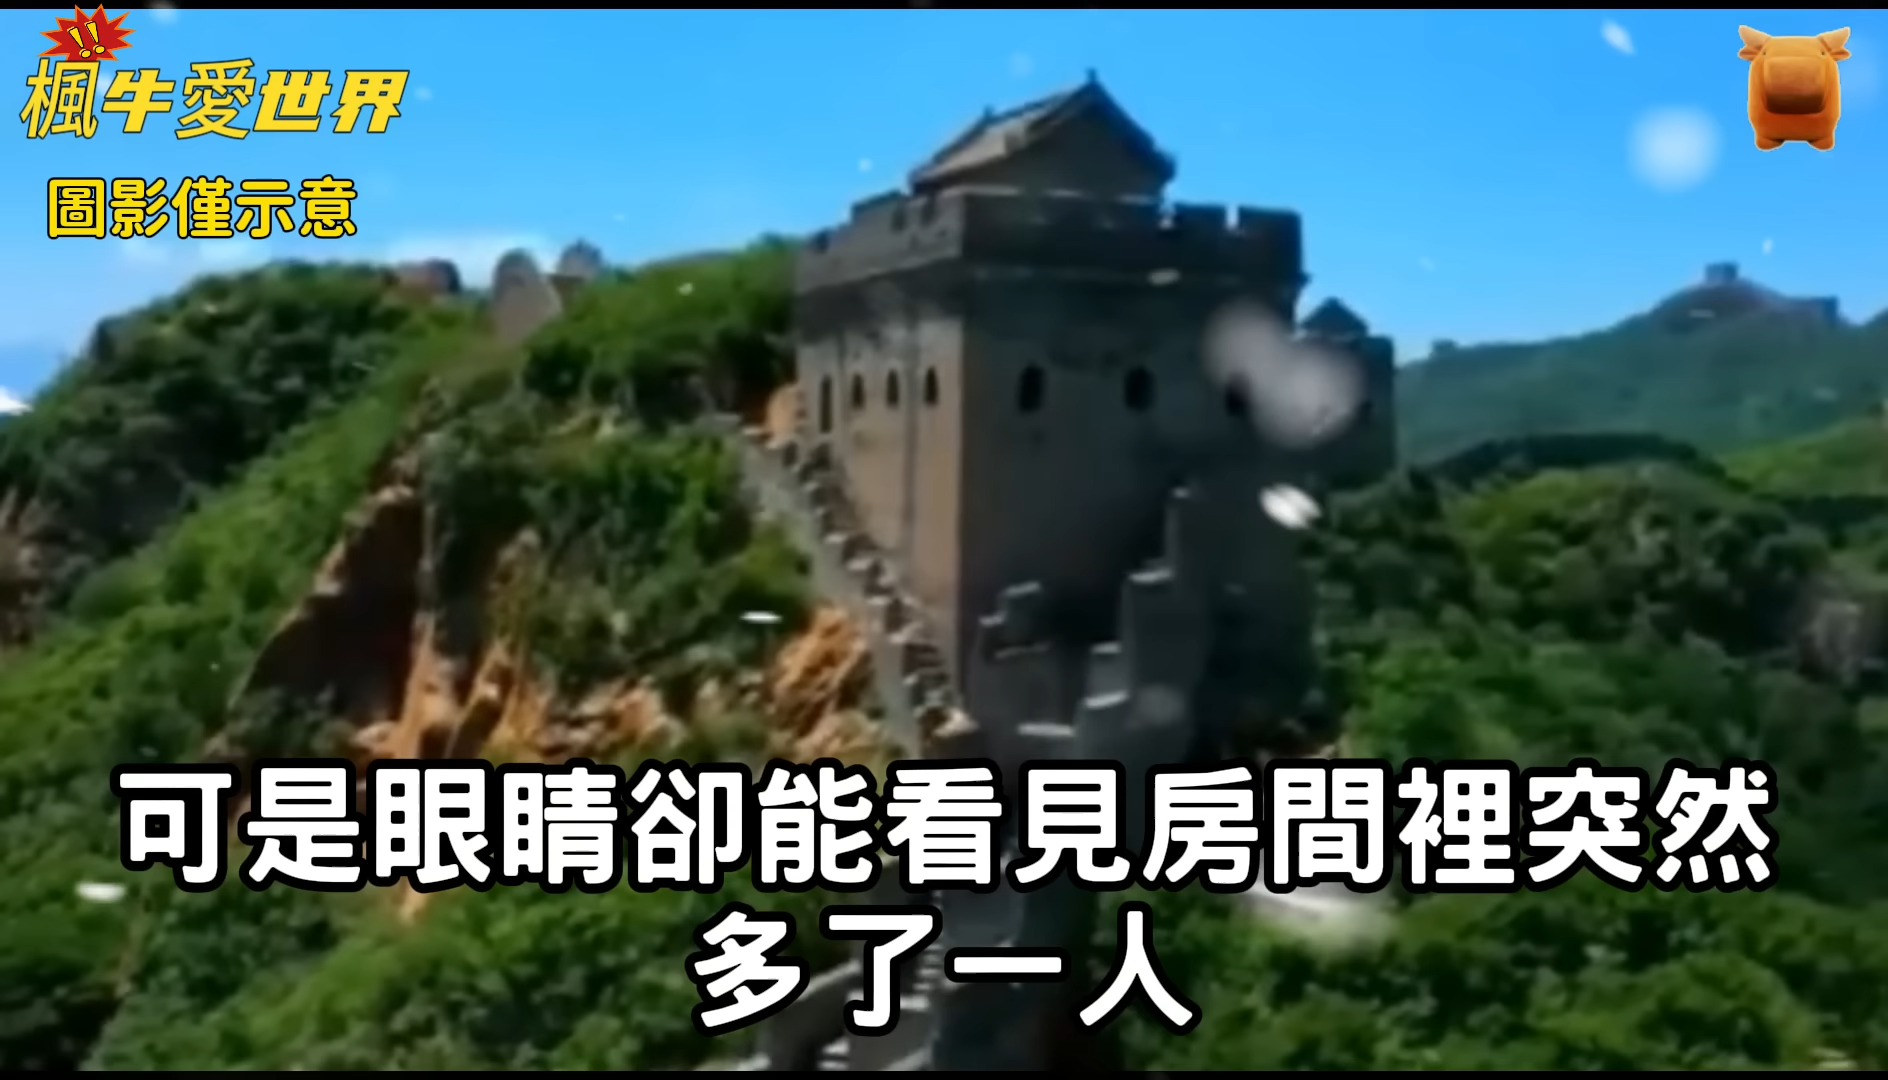 !!
楓牛愛世界
圖影僅示意
可是眼睛卻能看見房間裡突然
多了一人